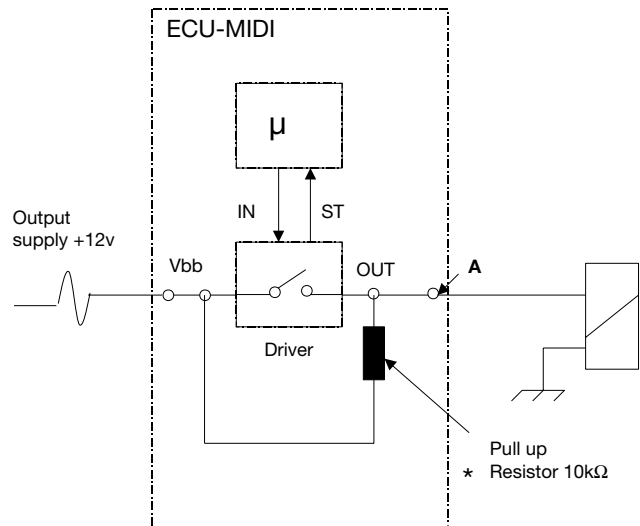 ECU-MIDI
μ
IN
ST
Output
supply +12v
Vbb
OUT
A
Driver
Pull up
* Resistor 10kΩ